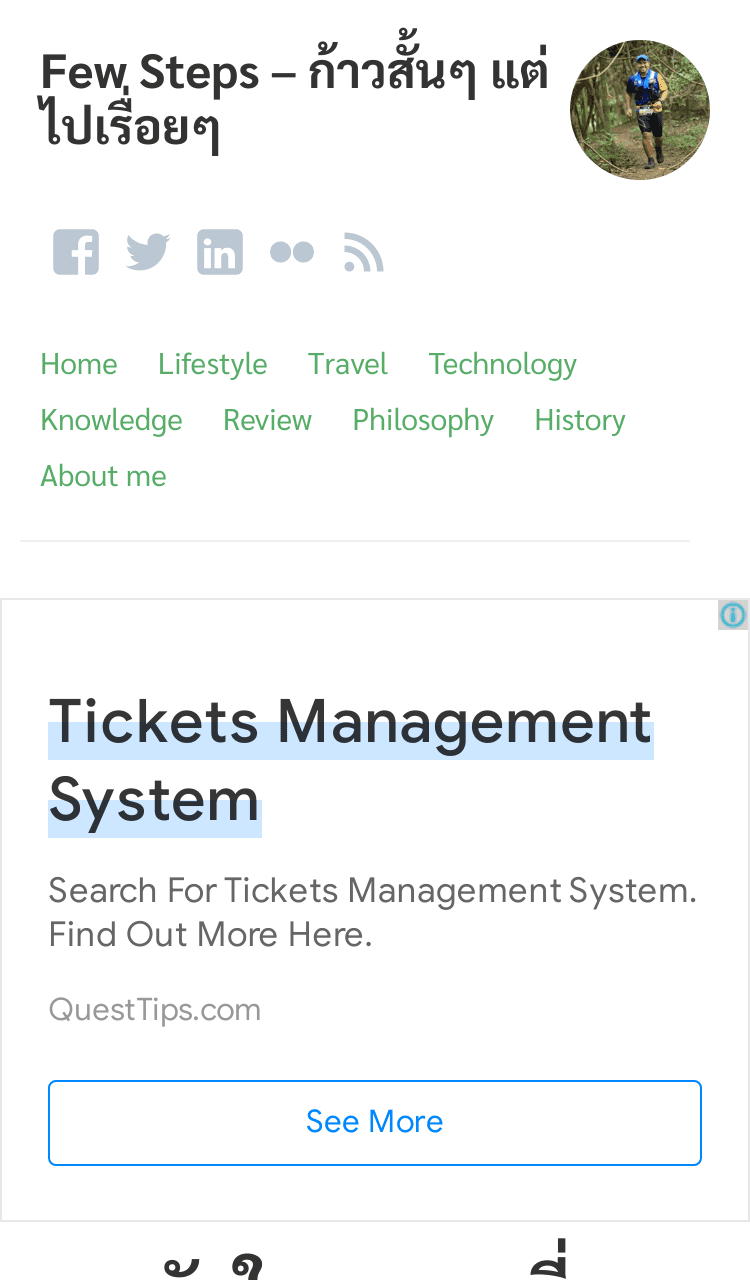 Few Steps – ก้าวสั้นๆ แต่
ไปเรื่อยๆ
Home Lifestyle Travel Technology
Knowledge Review Philosophy History
About me
Tickets Management
System
Search For Tickets Management System.
Find Out More Here.
QuestTips.com
See More